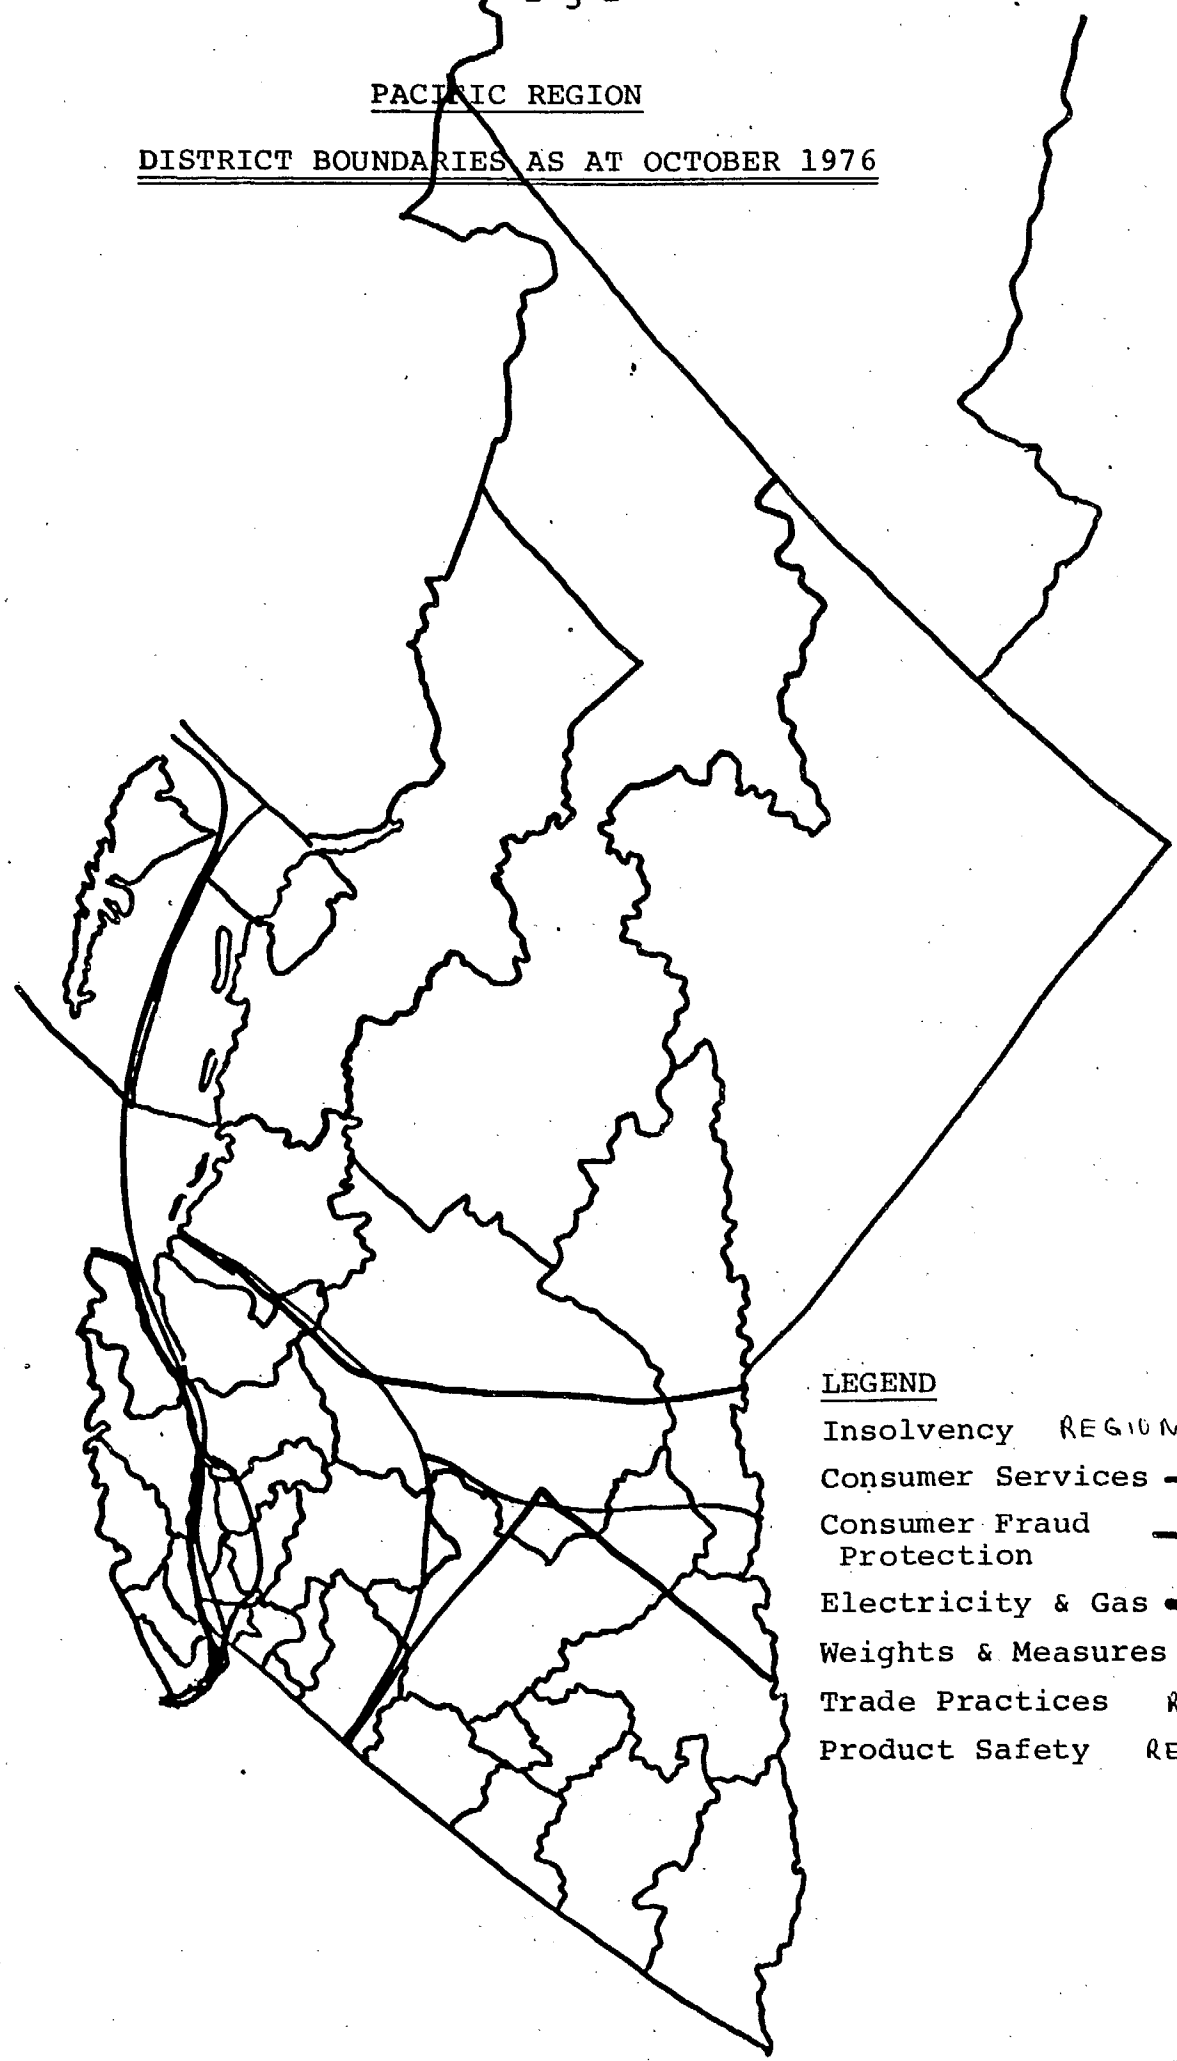 PACIFIC REGION
DISTRICT BOUNDARIES AS AT OCTOBER 1976
LEGEND
Insolvency
Consumer Services
Consumer Fraud
Protection
Electricity & Gas
Weights & Measures
Trade Practices
Product Safety